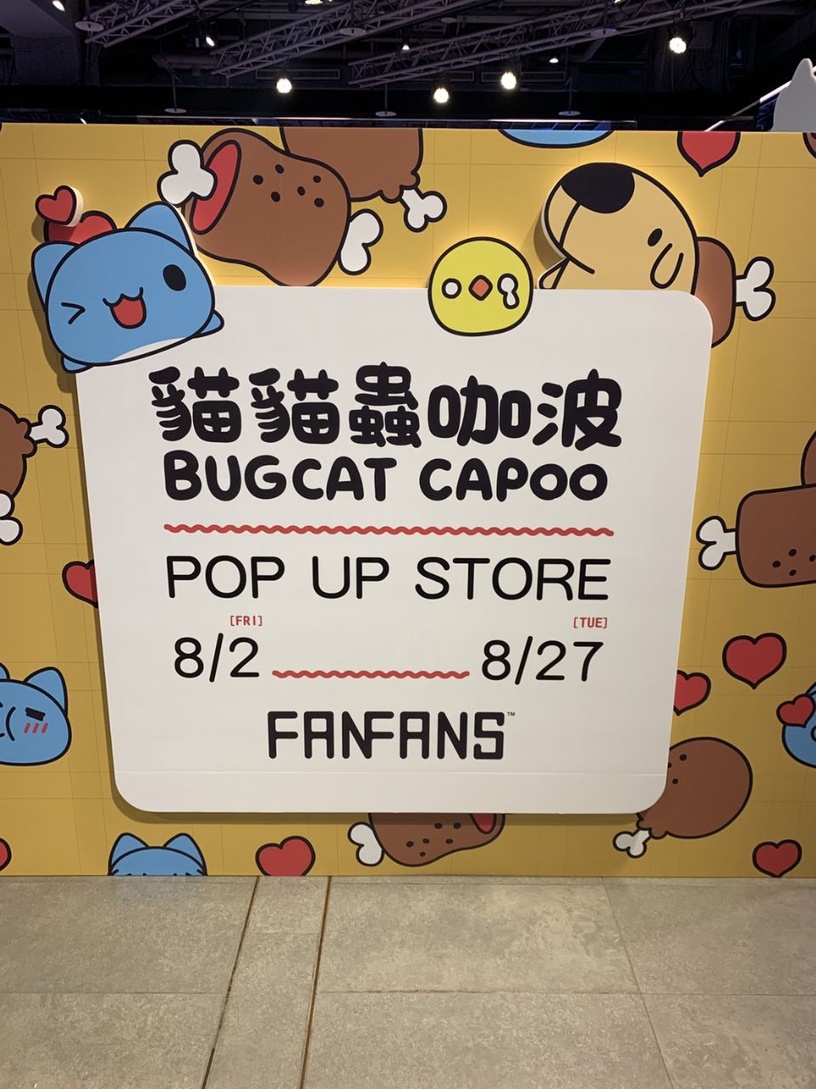 貓貓蟲咖波
BUGCAT CAPOO
POP UP STORE
[FRI] [TUE]
8/2 8/27
FANFANS™